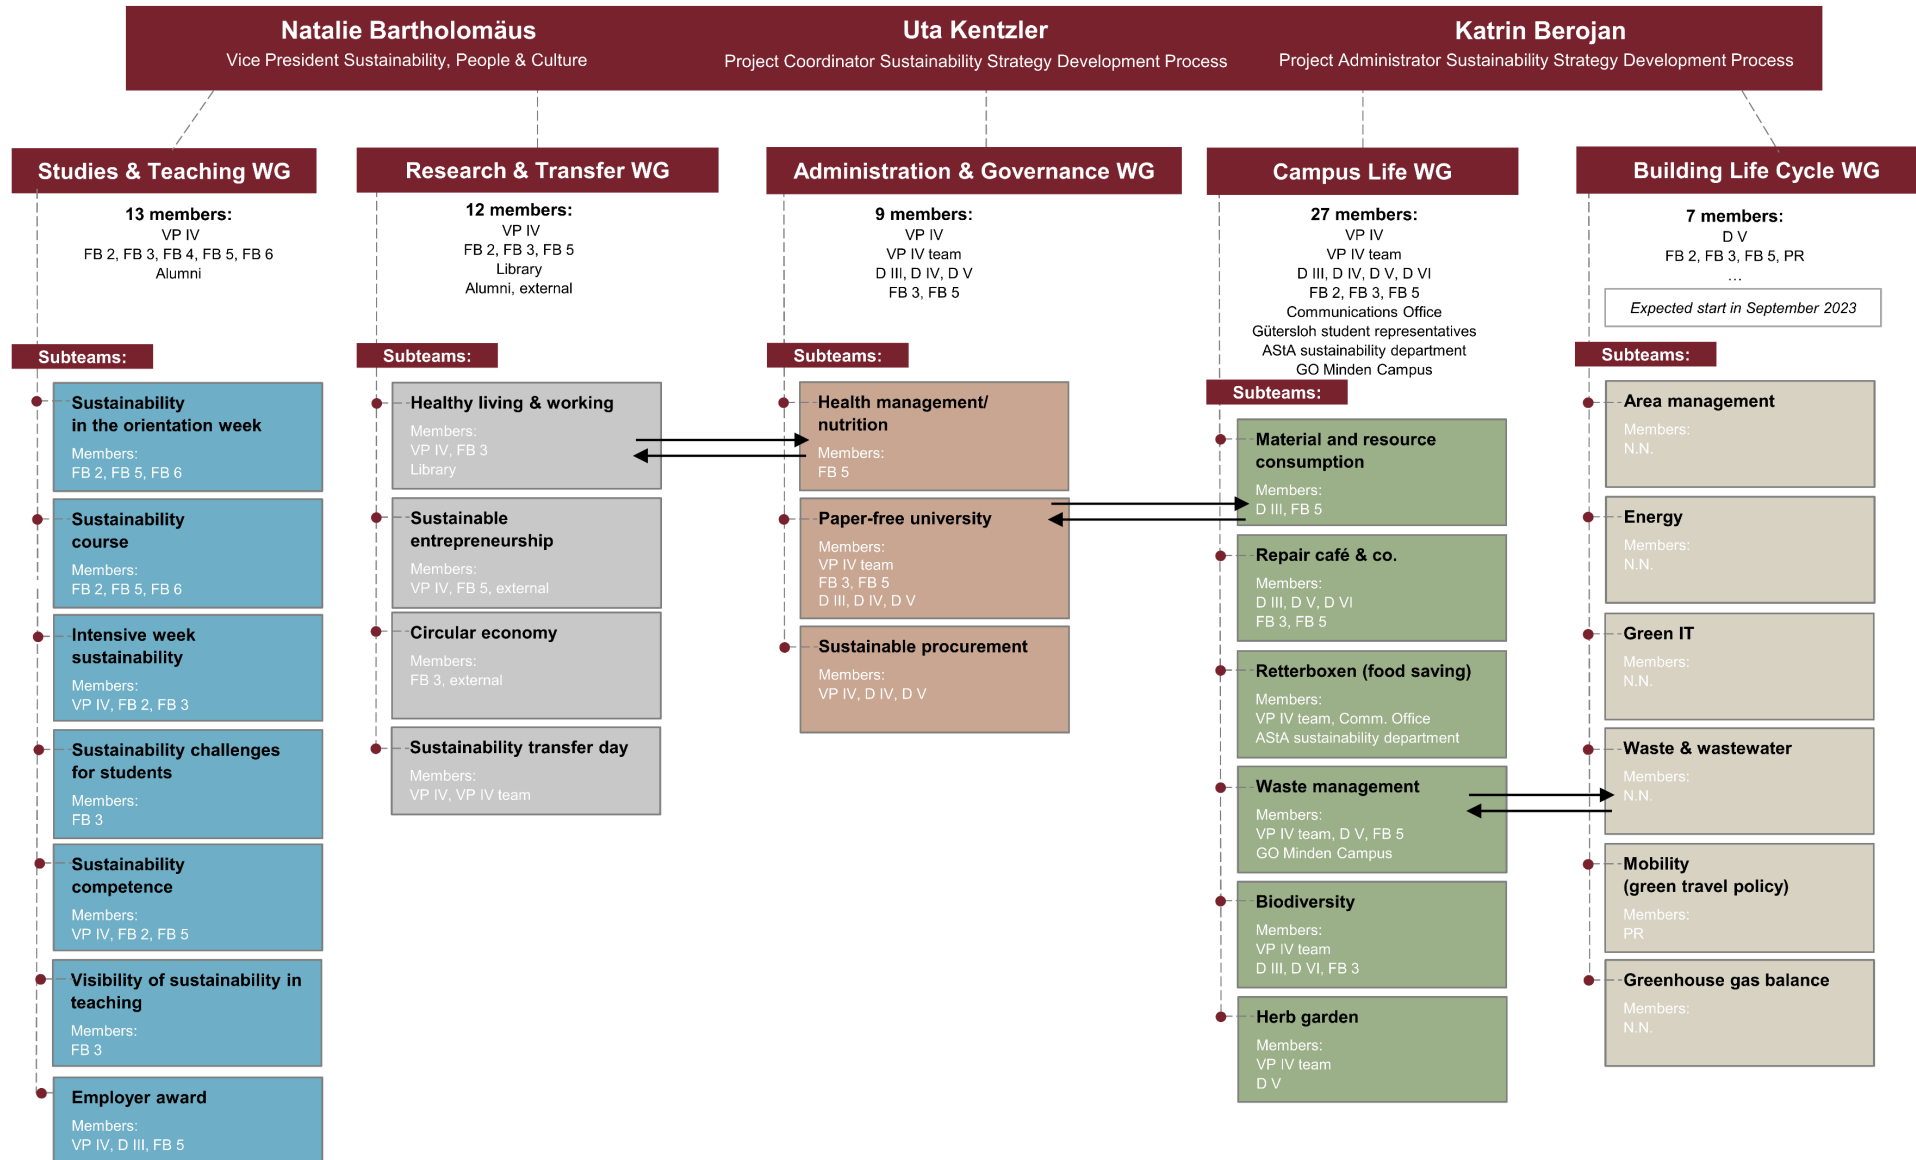 Natalie Bartholomäus
Vice President Sustainability, People & Culture
Uta Kentzler
Project Coordinator Sustainability Strategy Development Process
Katrin Berojan
Project Administrator Sustainability Strategy Development Process
Studies & Teaching WG
13 members:
VP IV
FB 2, FB 3, FB 4, FB 5, FB 6
Alumni
Subteams:
Sustainability
in the orientation week
Members:
FB 2, FB 5, FB 6
Sustainability
course
Members:
FB 2, FB 5, FB 6
Intensive week
sustainability
Members:
VP IV, FB 2, FB 3
Sustainability challenges
for students
Members:
FB 3
Sustainability
competence
Members:
VP IV, FB 2, FB 5
Visibility of sustainability in
teaching
Members:
FB 3
Employer award
Members:
VP IV, D III, FB 5
Research & Transfer WG
12 members:
VP IV
FB 2, FB 3, FB 5
Library
Alumni, external
Subteams:
Healthy living & working
Members:
VP IV, FB 3
Library
Sustainable
entrepreneurship
Members:
VP IV, FB 5, external
Circular economy
Members:
FB 3, external
Sustainability transfer day
Members:
VP IV, VP IV team
Administration & Governance WG
9 members:
VP IV
VP IV team
D III, D IV, D V
FB 3, FB 5
Subteams:
Health management/
nutrition
Members:
FB 5
Paper-free university
Members:
VP IV team
FB 3, FB 5
D III, D IV, D V
Sustainable procurement
Members:
VP IV, D IV, D V
Campus Life WG
27 members:
VP IV
VP IV team
D III, D IV, D V, D VI
FB 2, FB 3, FB 5
Communications Office
Gütersloh student representatives
AStA sustainability department
GO Minden Campus
Subteams:
Material and resource
consumption
Members:
D III, FB 5
Repair café & co.
Members:
D III, D V, D VI
FB 3, FB 5
Retterboxen (food saving)
Members:
VP IV team, Comm. Office
AStA sustainability department
Waste management
Members:
VP IV team, D V, FB 5
GO Minden Campus
Biodiversity
Members:
VP IV team
D III, D VI, FB 3
Herb garden
Members:
VP IV team
D V
Building Life Cycle WG
7 members:
D V
FB 2, FB 3, FB 5, PR
...
Expected start in September 2023
Subteams:
Area management
Members:
N.N.
Energy
Members:
N.N.
Green IT
Members:
N.N.
Waste & wastewater
Members:
N.N.
Mobility
(green travel policy)
Members:
PR
Greenhouse gas balance
Members:
N.N.